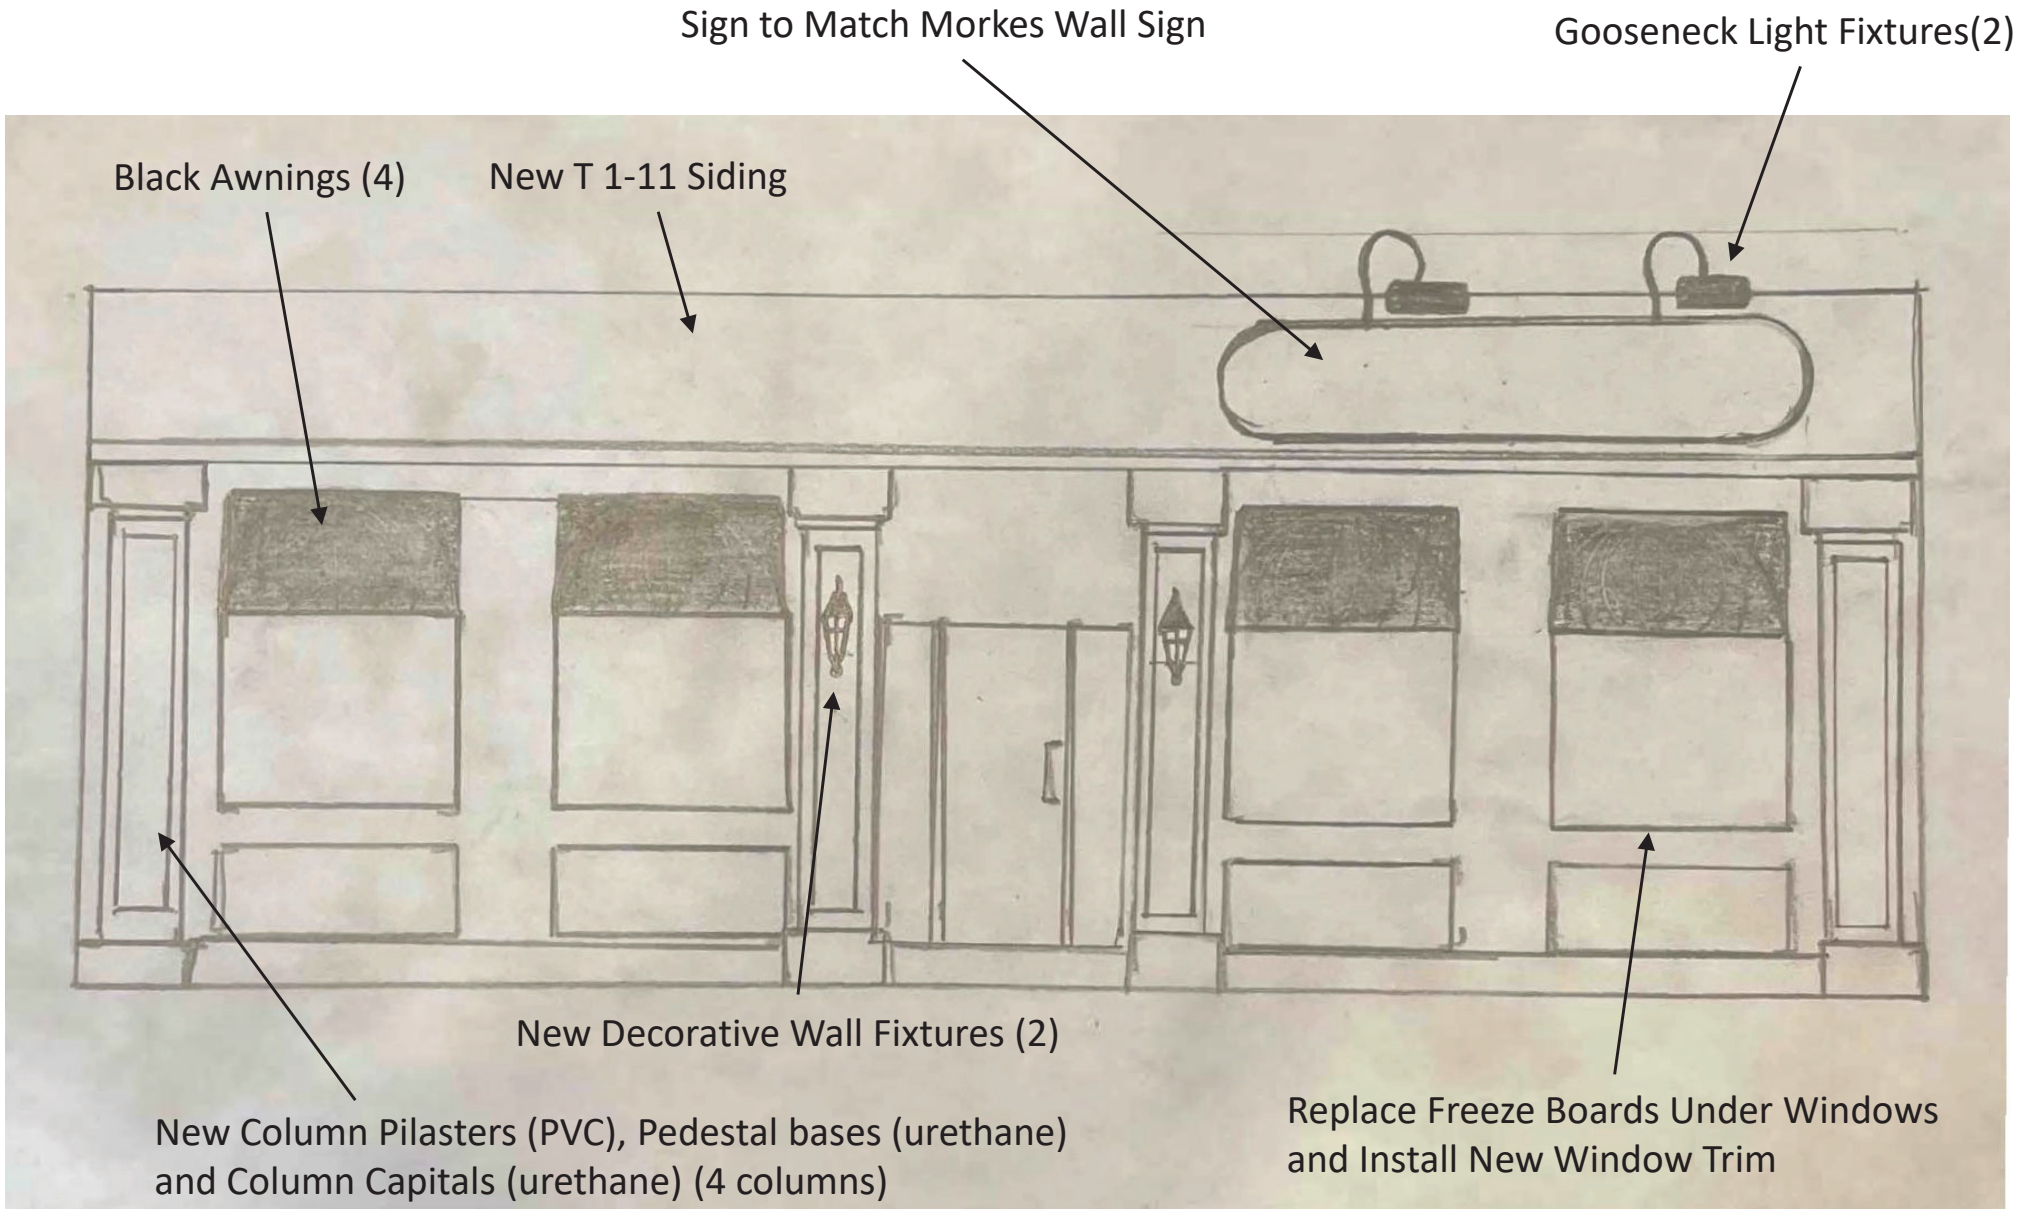 Sign to Match Morkes Wall Sign
Gooseneck Light Fixtures(2)
Black Awnings (4)
New T 1-11 Siding
New Decorative Wall Fixtures (2)
New Column Pilasters (PVC), Pedestal bases (urethane)
and Column Capitals (urethane) (4 columns)
Replace Freeze Boards Under Windows
and Install New Window Trim